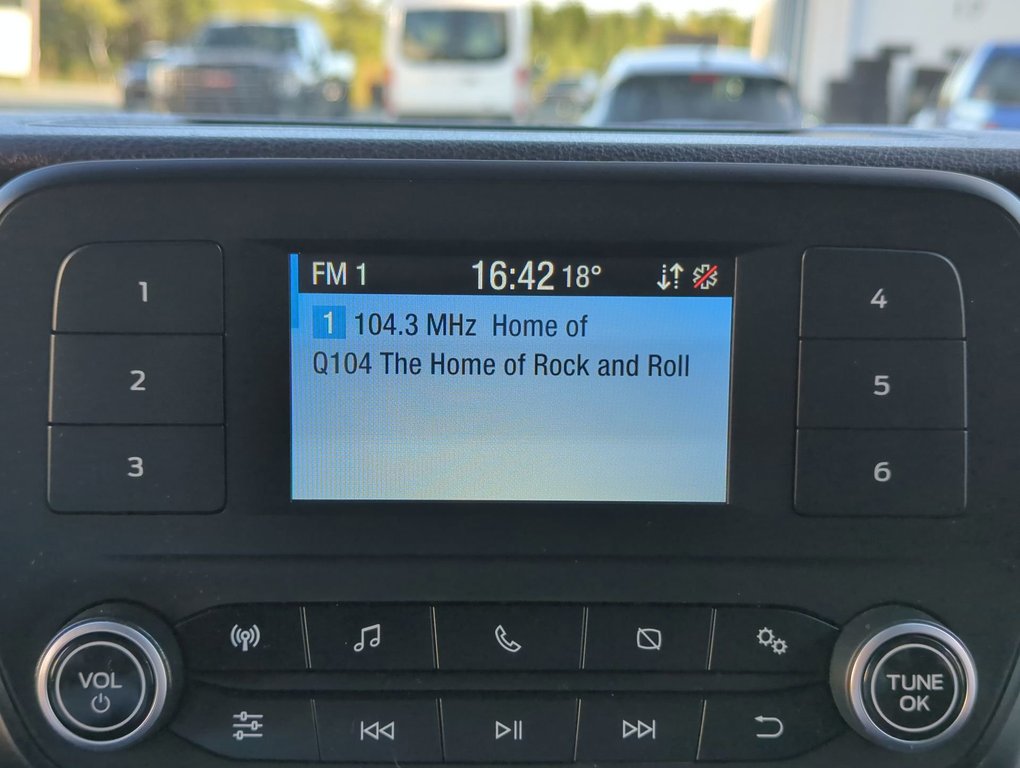 FM 1 16:42 18°
1 104.3 MHz Home of
Q104 The Home of Rock and Roll
1
2
3
4
5
6
VOL
TUNE
OK